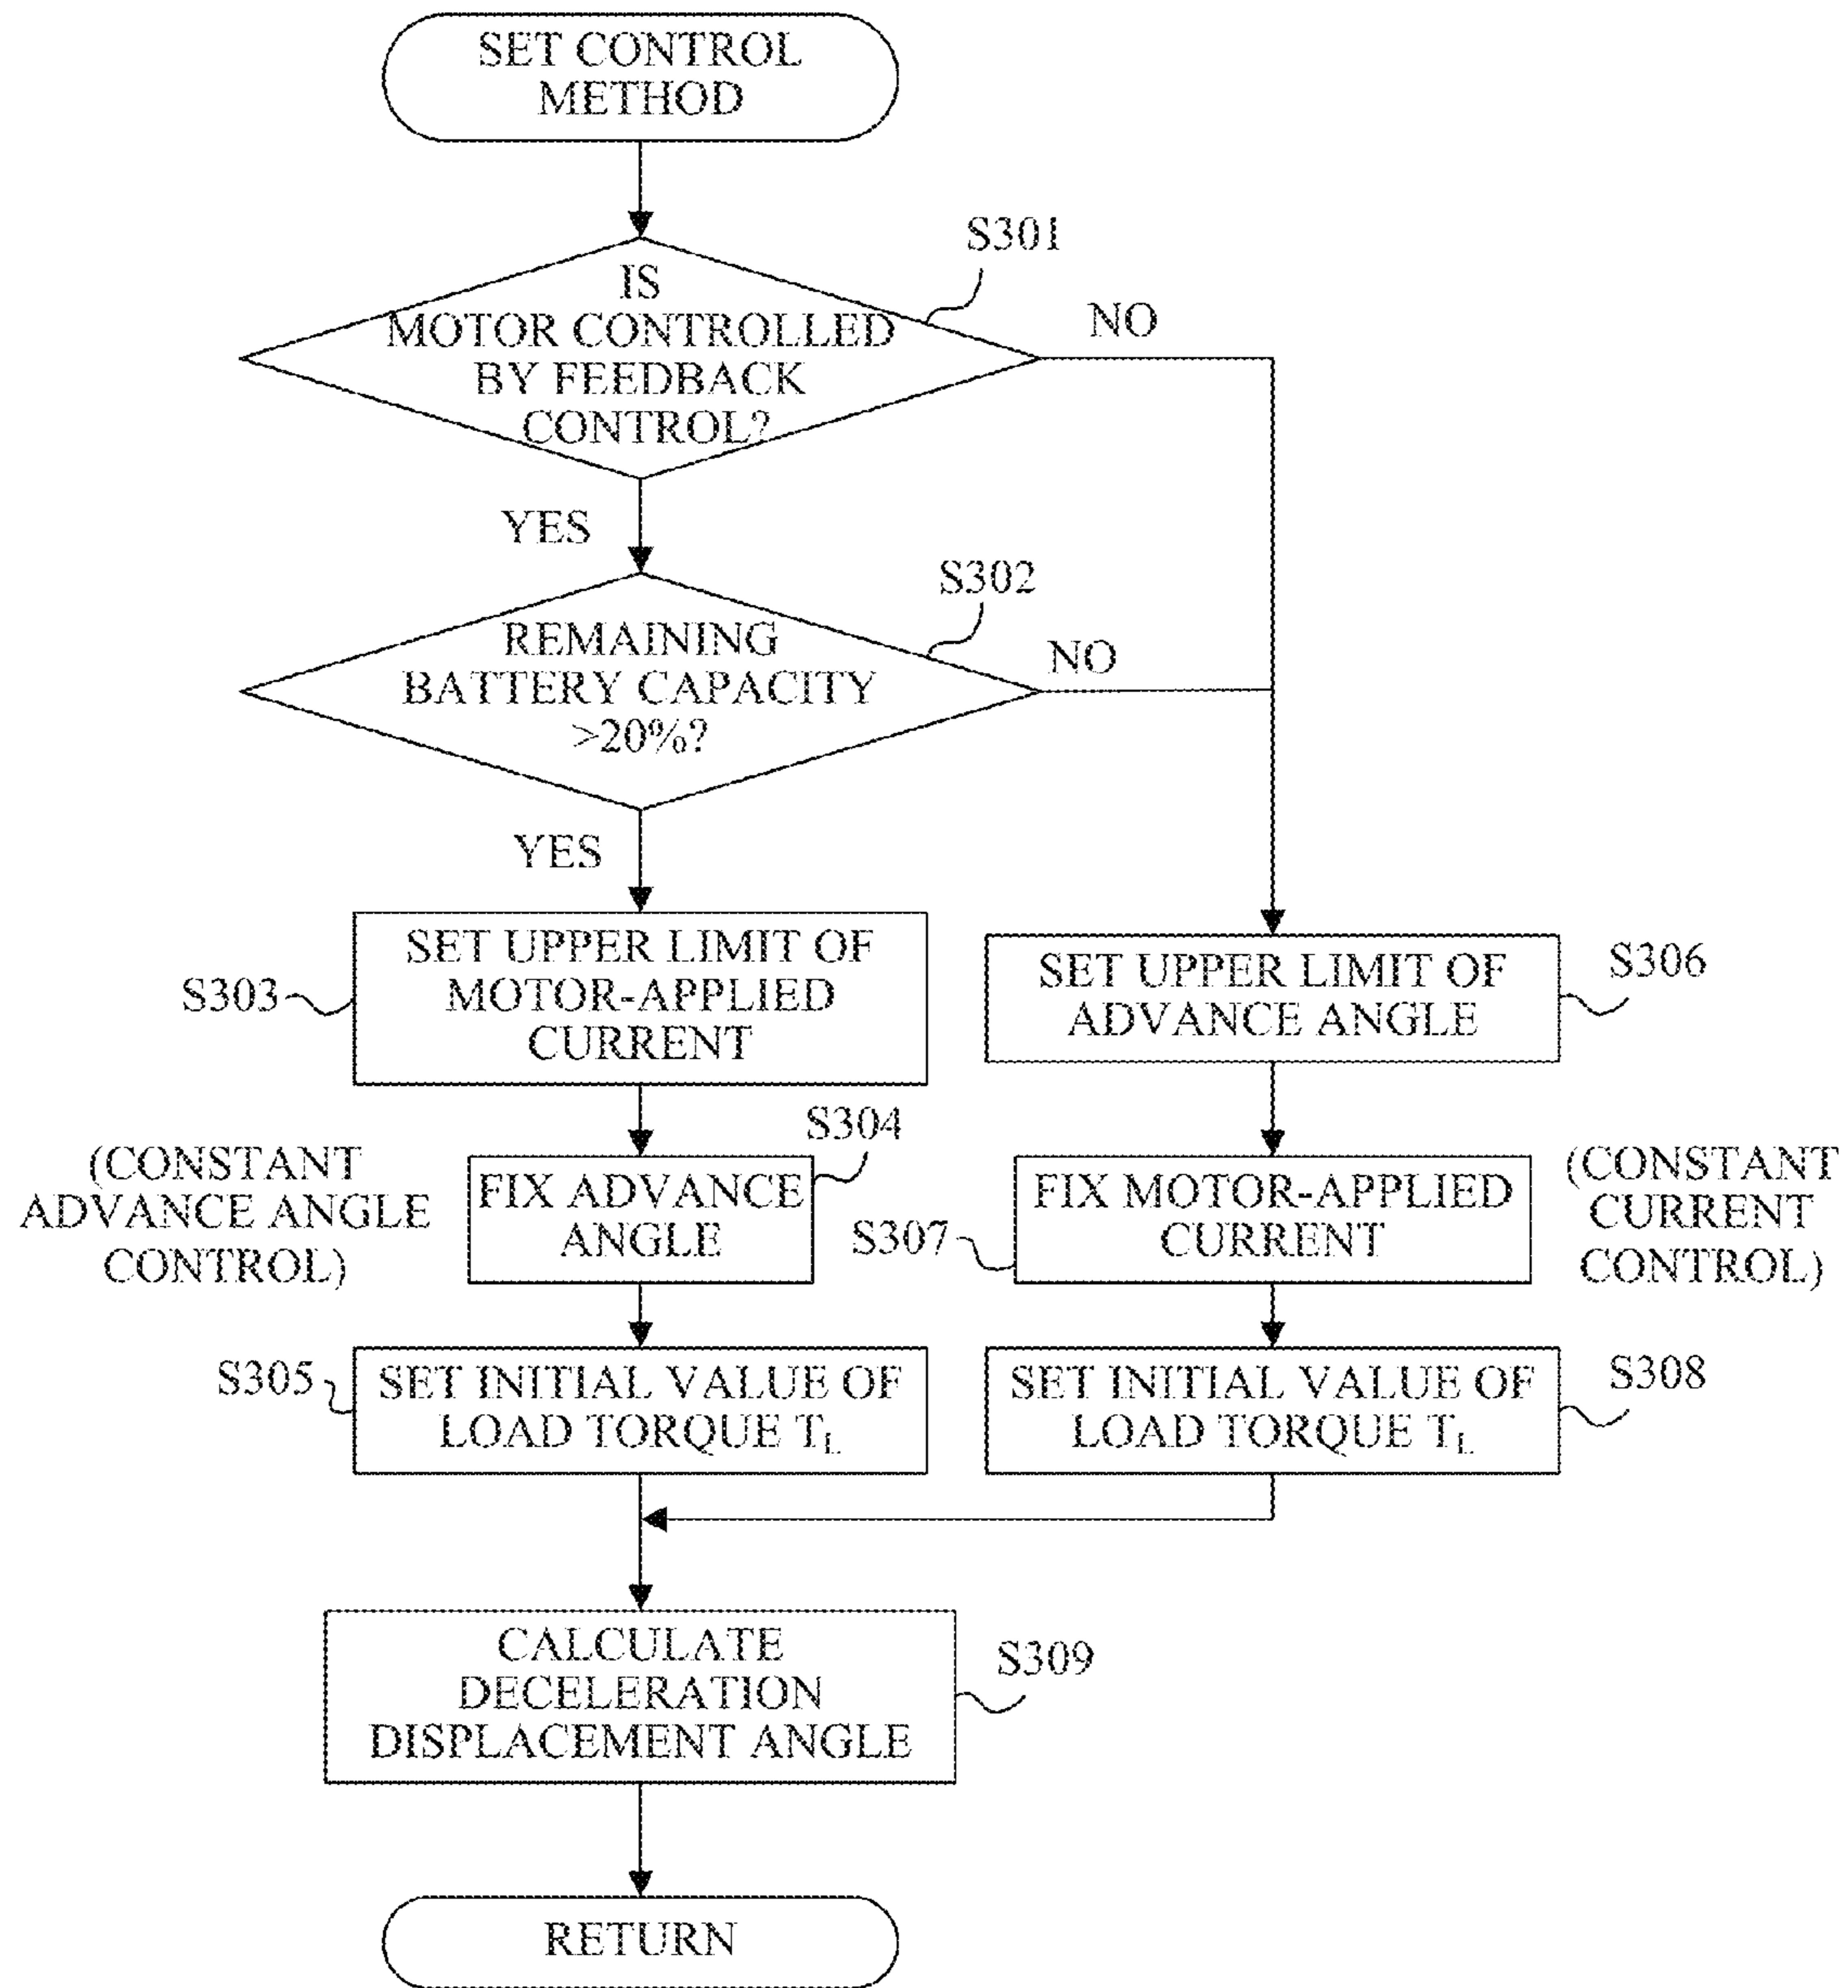 SET CONTROL
METHOD
S301
IS
MOTOR CONTROLLED
BY FEEDBACK
CONTROL?
NO
YES
S302
REMAINING
BATTERY CAPACITY
>20%?
NO
YES
S303
SET UPPER LIMIT OF
MOTOR-APPLIED
CURRENT
SET UPPER LIMIT OF
ADVANCE ANGLE
S306
S304
(CONSTANT
ADVANCE ANGLE
CONTROL)
FIX ADVANCE
ANGLE
S307
FIX MOTOR-APPLIED
CURRENT
(CONSTANT
CURRENT
CONTROL)
S305
SET INITIAL VALUE OF
LOAD TORQUE TL
SET INITIAL VALUE OF
LOAD TORQUE TL
S308
CALCULATE
DECELERATION
DISPLACEMENT ANGLE
S309
RETURN